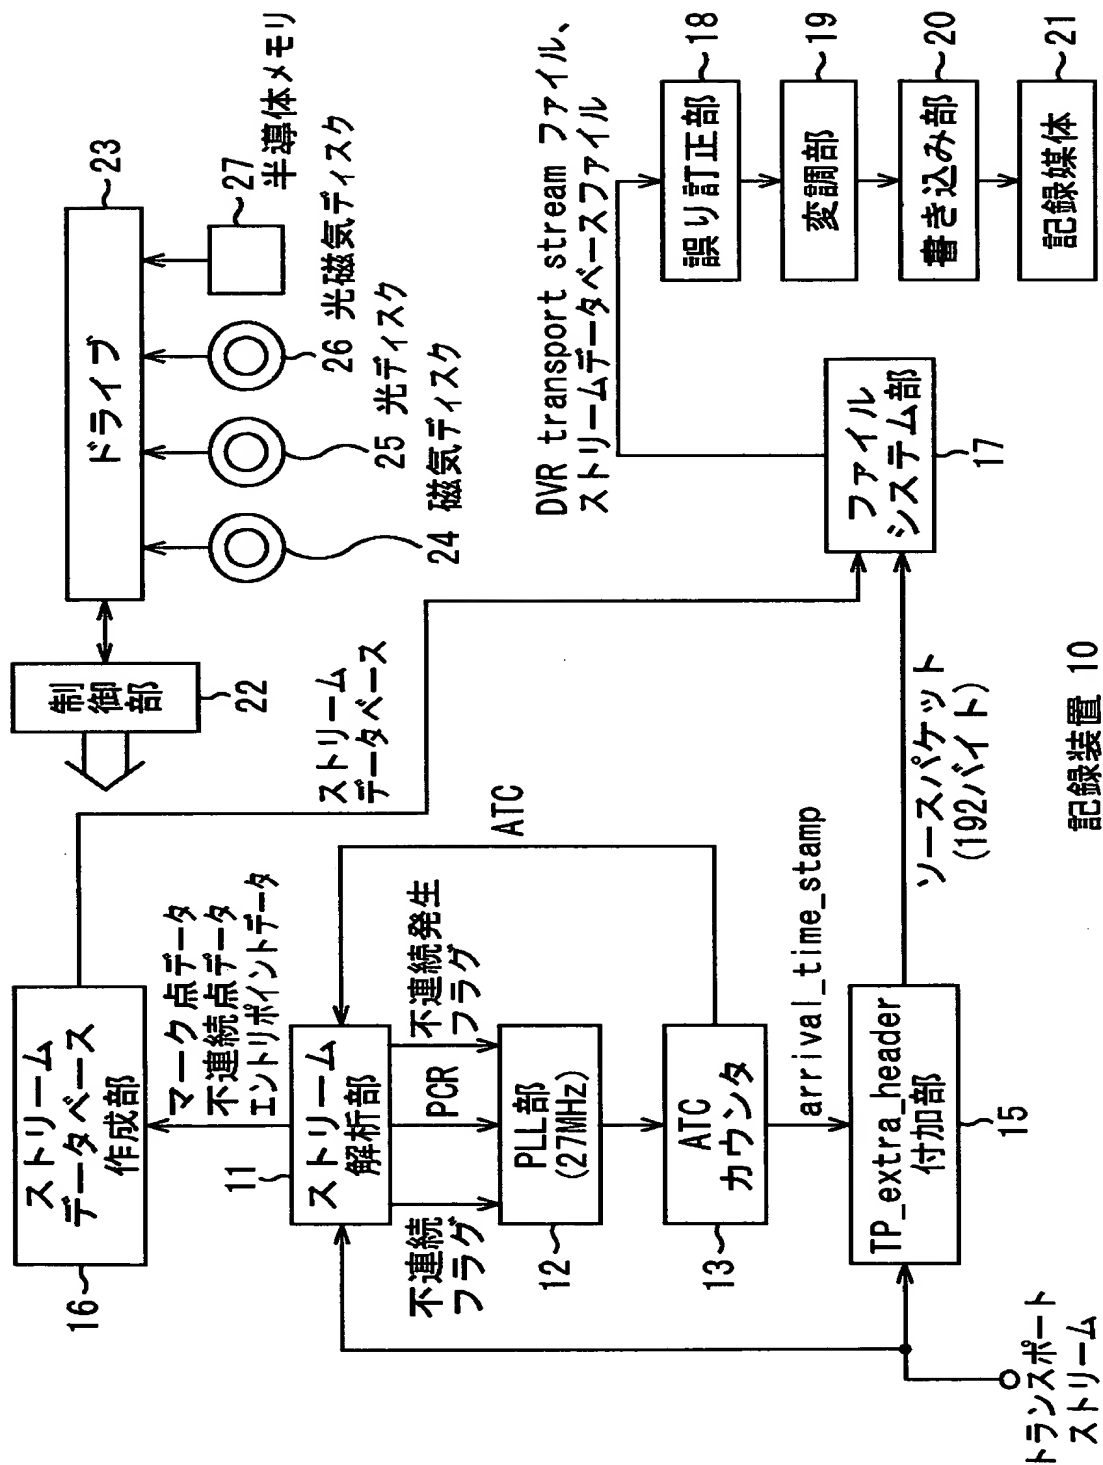 ストリーム
データベース
作成部
16
マーク点データ
不連続点データ
エントリポイントデータ
ストリーム
解析部
11
不連続
フラグ
PCR
不連続発生
フラグ
PLL部
(27MHz)
12
ATC
カウンタ
13
ATC
arrival_time_stamp
TP_extra_header
付加部
15
トランスポート
ストリーム
ソースパケット
(192バイト)
ストリーム
データベース
制御部
22
ドライブ
23
24 磁気ディスク
25 光ディスク
26 光磁気ディスク
27
半導体メモリ
ファイル
システム部
17
DVR transport stream ファイル、
ストリームデータベースファイル
誤り訂正部
18
変調部
19
書き込み部
20
記録媒体
21
記録装置 10